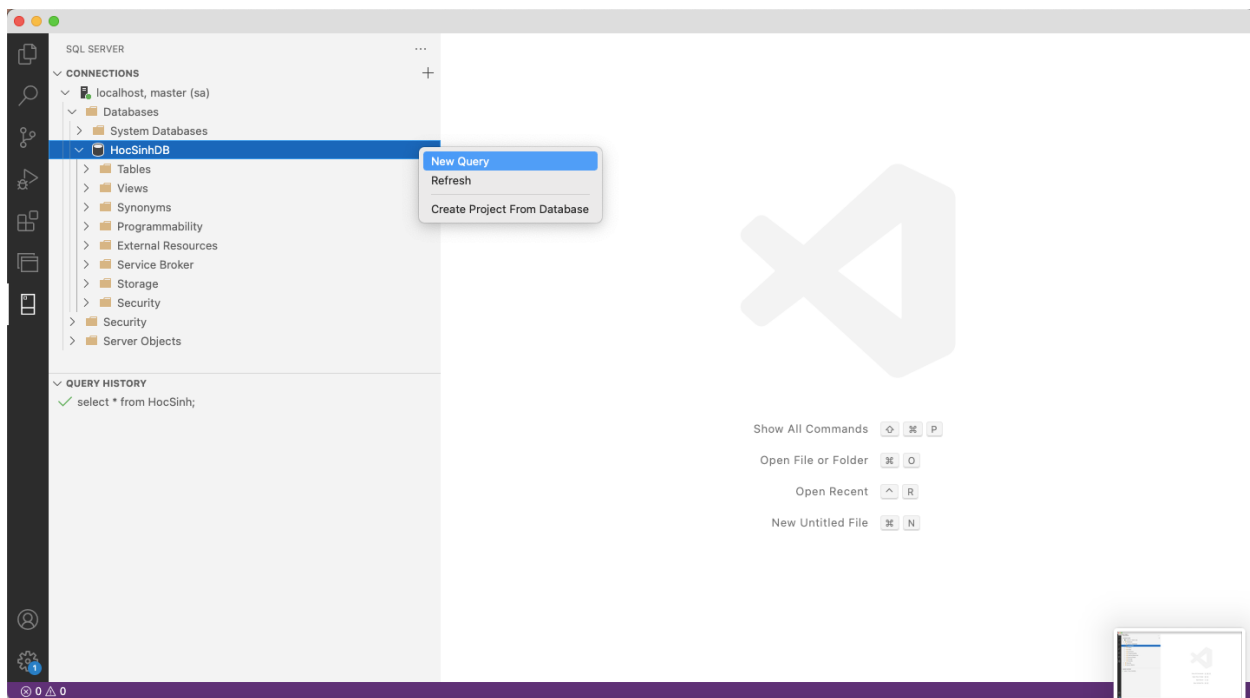 SQL SERVER
CONNECTIONS
localhost, master (sa)
Databases
System Databases
HocSinhDB
Tables
Views
Synonyms
Programmability
External Resources
Service Broker
Storage
Security
Security
Server Objects
QUERY HISTORY
select * from HocSinh;
New Query
Refresh
Create Project From Database
Show All Commands ⇧ ⌘ P
Open File or Folder ⌘ O
Open Recent ^ R
New Untitled File ⌘ N
1
0 0